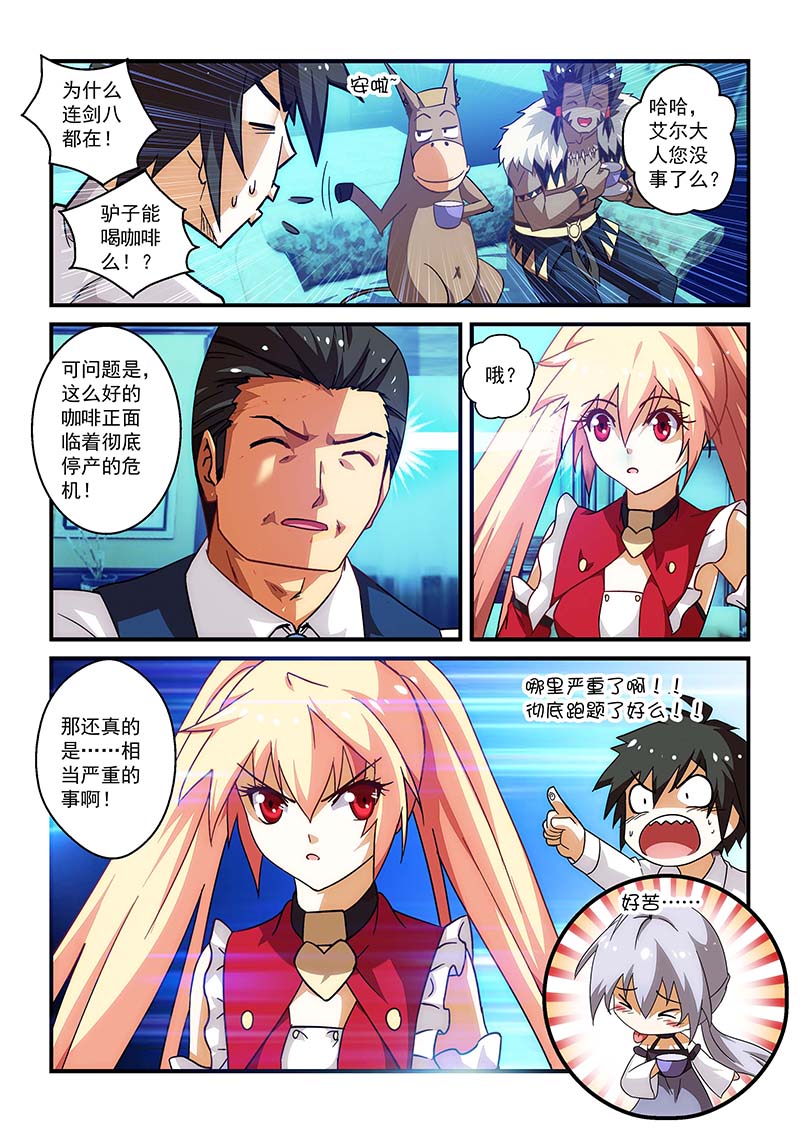 为什么
连剑八
都在！
驴子能
喝咖啡
么！？
安啦~
哈哈，
艾尔大
人您没
事了么？
可问题是，
这么好的
咖啡正面
临着彻底
停产的危
机！
哦？
那还真的
是……相
当严重的
事啊！
哪里严重了啊！！
彻底跑题了好么！！
好苦……